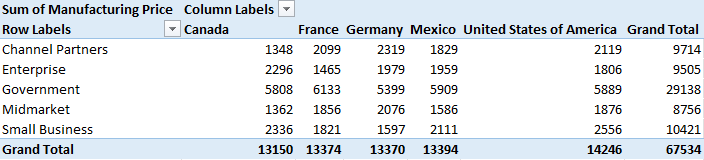 Sum of Manufacturing Price Column Labels
Row Labels Canada France Germany Mexico United States of America Grand Total
Channel Partners 1348 2099 2319 1829 2119 9714
Enterprise 2296 1465 1979 1959 1806 9505
Government 5808 6133 5399 5909 5889 29138
Midmarket 1362 1856 2076 1586 1876 8756
Small Business 2336 1821 1597 2111 2556 10421
Grand Total 13150 13374 13370 13394 14246 67534